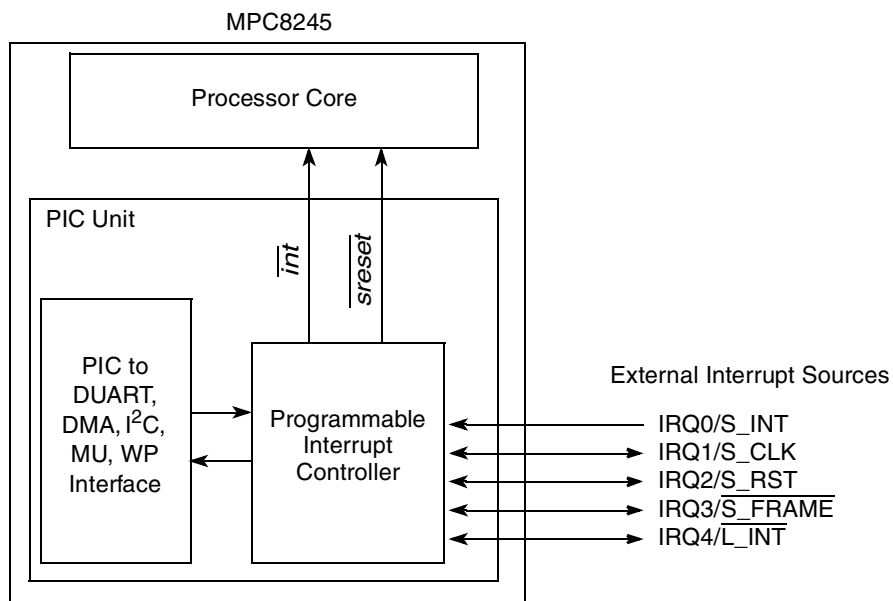 MPC8245
Processor Core
PIC Unit
int
sreset
PIC to
DUART,
DMA, I²C,
MU, WP
Interface
Programmable
Interrupt
Controller
External Interrupt Sources
IRQ0/S_INT
IRQ1/S_CLK
IRQ2/S_RST
IRQ3/S_FRAME
IRQ4/L_INT